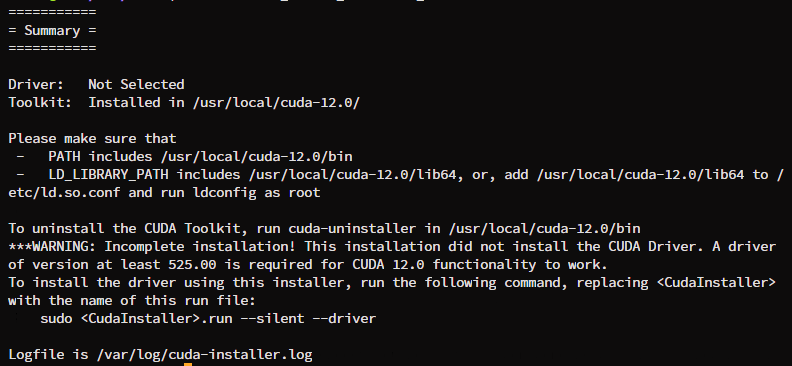 ===========
= Summary =
===========
Driver:   Not Selected
Toolkit:  Installed in /usr/local/cuda-12.0/
Please make sure that
 -   PATH includes /usr/local/cuda-12.0/bin
 -   LD_LIBRARY_PATH includes /usr/local/cuda-12.0/lib64, or, add /usr/local/cuda-12.0/lib64 to /
etc/ld.so.conf and run ldconfig as root
To uninstall the CUDA Toolkit, run cuda-uninstaller in /usr/local/cuda-12.0/bin
***WARNING: Incomplete installation! This installation did not install the CUDA Driver. A driver
of version at least 525.00 is required for CUDA 12.0 functionality to work.
To install the driver using this installer, run the following command, replacing <CudaInstaller>
with the name of this run file:
    sudo <CudaInstaller>.run --silent --driver
Logfile is /var/log/cuda-installer.log